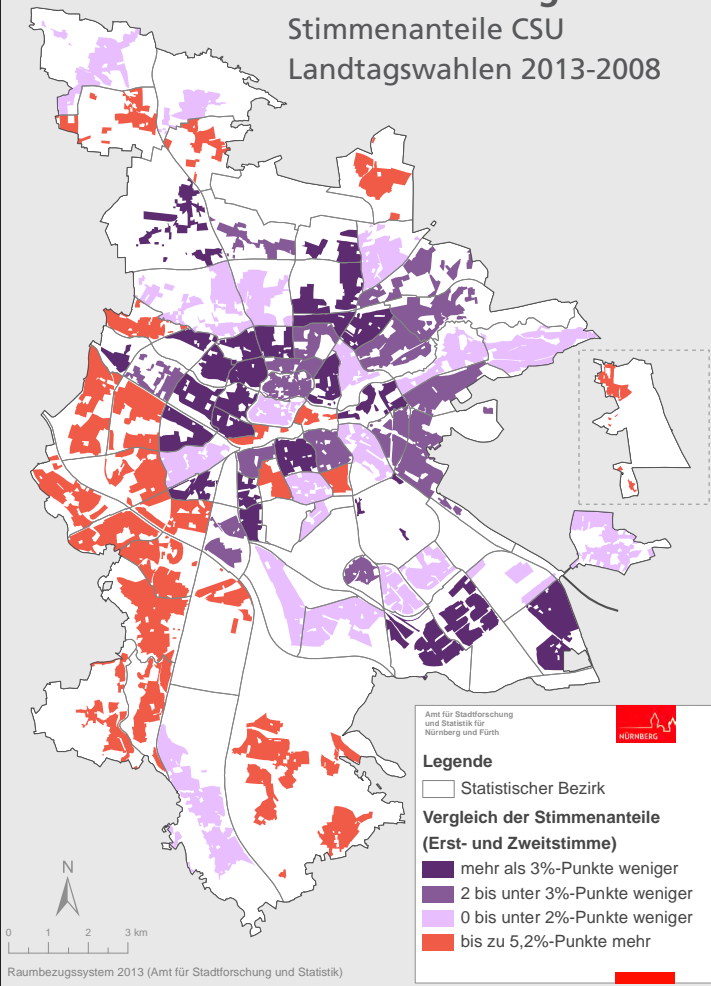 Stimmenanteile CSU
Landtagswahlen 2013-2008
Amt für Stadtforschung
und Statistik für
Nürnberg und Fürth
NÜRNBERG
Legende
Statistischer Bezirk
Vergleich der Stimmenanteile
(Erst- und Zweitstimme)
mehr als 3%-Punkte weniger
2 bis unter 3%-Punkte weniger
0 bis unter 2%-Punkte weniger
bis zu 5,2%-Punkte mehr
N
0 1 2 3 km
Raumbezugssystem 2013 (Amt für Stadtforschung und Statistik)